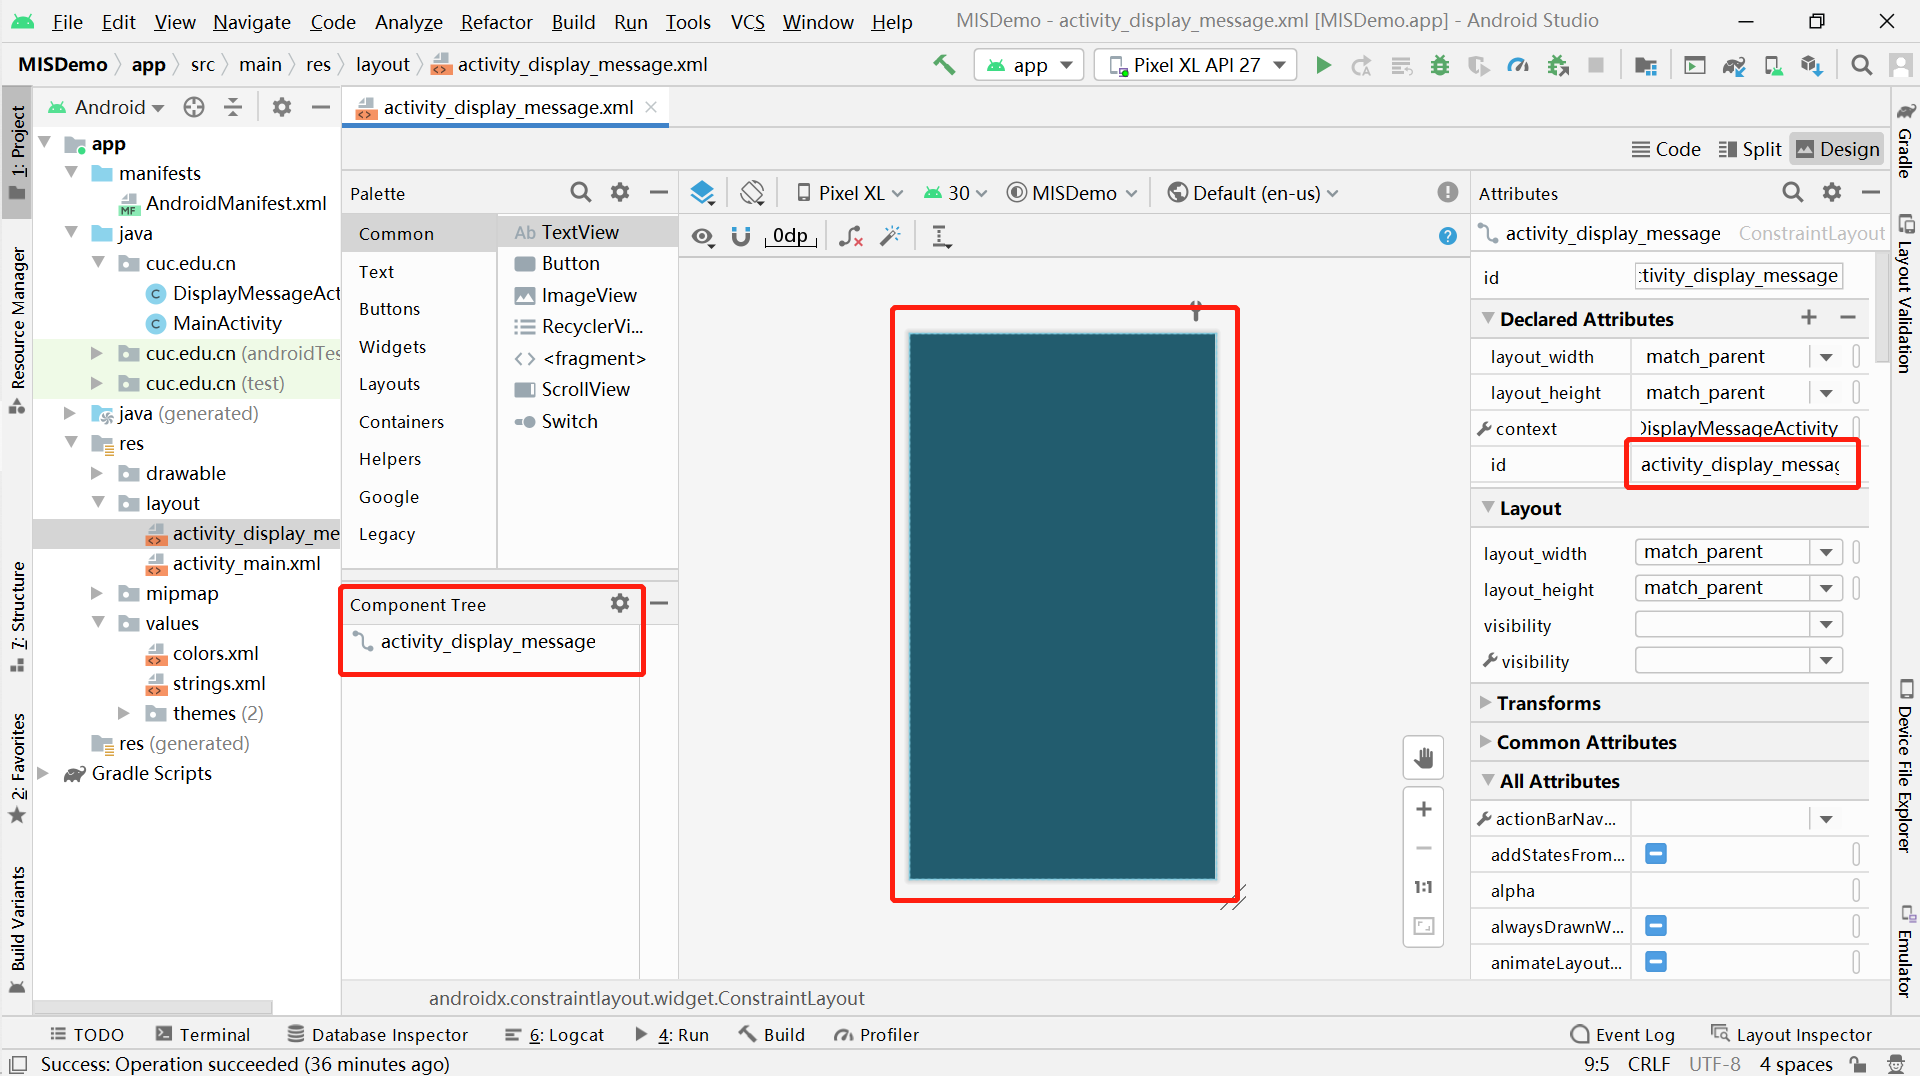 File Edit View Navigate Code Analyze Refactor Build Run Tools VCS Window Help MISDemo - activity_display_message.xml [MISDemo.app] - Android Studio
MISDemo app src main res layout activity_display_message.xml app Pixel XL API 27
Android
activity_display_message.xml
1: Project
Resource Manager
7: Structure
2: Favorites
Build Variants
app
manifests
AndroidManifest.xml
java
cuc.edu.cn
DisplayMessageAct
MainActivity
cuc.edu.cn (androidTes
cuc.edu.cn (test)
java (generated)
res
drawable
layout
activity_display_me
activity_main.xml
mipmap
values
colors.xml
strings.xml
themes (2)
res (generated)
Gradle Scripts
Code Split Design
Palette
Common
Text
Buttons
Widgets
Layouts
Containers
Helpers
Google
Legacy
Ab TextView
Button
ImageView
RecyclerVi...
<fragment>
ScrollView
Switch
Component Tree
activity_display_message
Pixel XL 30 MISDemo Default (en-us)
0dp
1:1
Attributes
activity_display_message ConstraintLayout
id tivity_display_message
Declared Attributes
layout_width match_parent
layout_height match_parent
context DisplayMessageActivity
id activity_display_messag
Layout
layout_width match_parent
layout_height match_parent
visibility
visibility
Transforms
Common Attributes
All Attributes
actionBarNav...
addStatesFrom...
alpha
alwaysDrawnW...
animateLayout...
Gradle
Layout Validation
Device File Explorer
Emulator
androidx.constraintlayout.widget.ConstraintLayout
TODO Terminal Database Inspector 6: Logcat 4: Run Build Profiler Event Log Layout Inspector
Success: Operation succeeded (36 minutes ago) 9:5 CRLF UTF-8 4 spaces